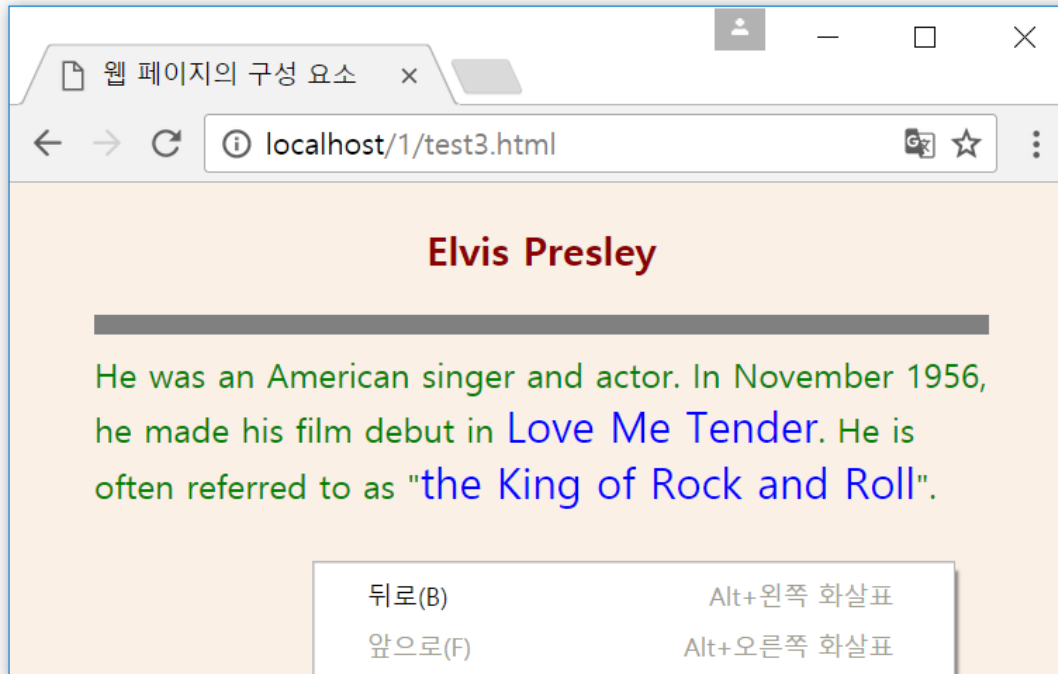 웹 페이지의 구성 요소
localhost/1/test3.html
Elvis Presley
He was an American singer and actor. In November 1956,
he made his film debut in Love Me Tender. He is
often referred to as "the King of Rock and Roll".
뒤로(B) Alt+왼쪽 화살표
앞으로(F) Alt+오른쪽 화살표